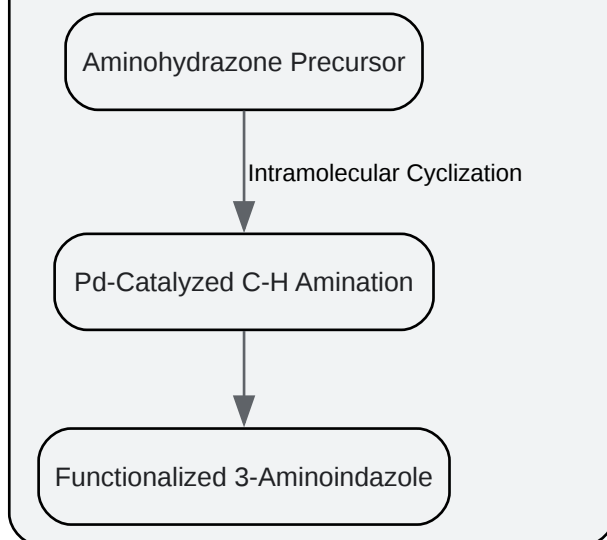 Aminohydrazone Precursor
Intramolecular Cyclization
Pd-Catalyzed C-H Amination
Functionalized 3-Aminoindazole